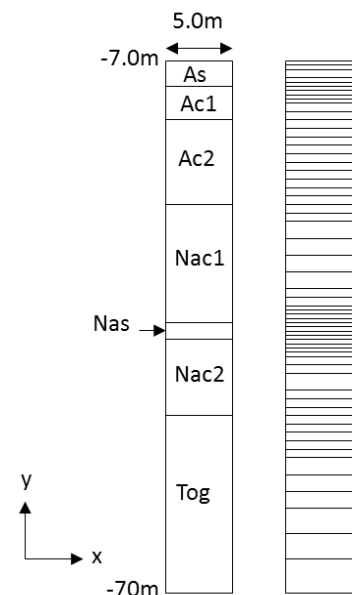 5.0m
-7.0m
As
Ac1
Ac2
Nac1
Nas
Nac2
Tog
y
x
-70m